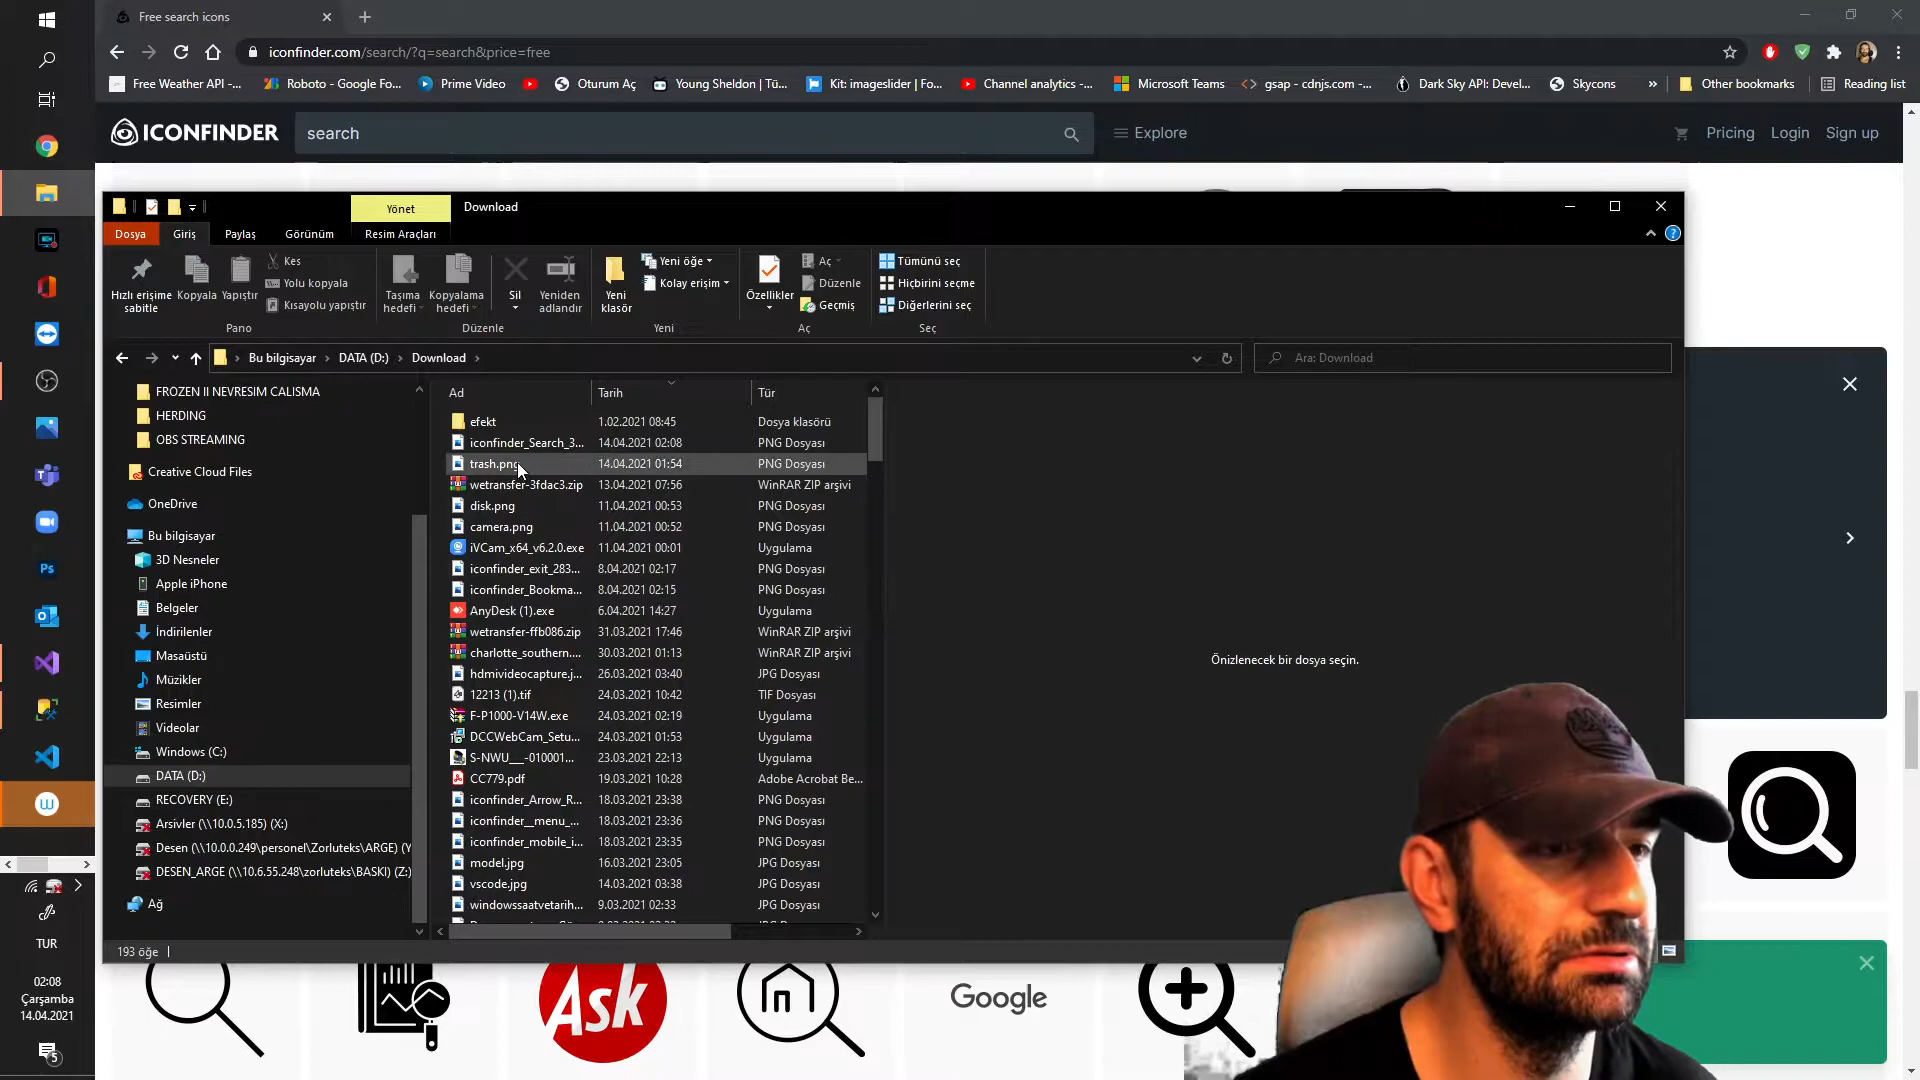 Free search icons
iconfinder.com/search/?q=search&price=free
Free Weather API -...
Roboto - Google Fo...
Prime Video
Oturum Aç
Young Sheldon | Tü...
Kit: imageslider | Fo...
Channel analytics -...
Microsoft Teams
gsap - cdnjs.com -...
Dark Sky API: Devel...
Skycons
»
Other bookmarks
Reading list
ICONFINDER
search
Explore
Pricing
Login
Sign up
Yönet
Download
Dosya
Giriş
Paylaş
Görünüm
Resim Araçları
Hızlı erişime
sabitle
Kopyala
Yapıştır
Kes
Yolu kopyala
Kısayolu yapıştır
Pano
Taşıma
hedefi
Kopyalama
hedefi
Sil
Yeniden
adlandır
Düzenle
Yeni
klasör
Yeni öğe
Kolay erişim
Yeni
Özellikler
Aç
Düzenle
Geçmiş
Aç
Tümünü seç
Hiçbirini seçme
Diğerlerini seç
Seç
Bu bilgisayar
DATA (D:)
Download
Ara: Download
FROZEN II NEVRESIM CALISMA
HERDING
OBS STREAMING
Creative Cloud Files
OneDrive
Bu bilgisayar
3D Nesneler
Apple iPhone
Belgeler
İndirilenler
Masaüstü
Müzikler
Resimler
Videolar
Windows (C:)
DATA (D:)
RECOVERY (E:)
Arsivler (\\10.0.5.185) (X:)
Desen (\\10.0.0.249\personel\Zorluteks\ARGE) (Y
DESEN_ARGE (\\10.6.55.248\zorluteks\BASKI) (Z:)
Ağ
Ad Tarih Tür
efekt 1.02.2021 08:45 Dosya klasörü
iconfinder_Search_3... 14.04.2021 02:08 PNG Dosyası
trash.png 14.04.2021 01:54 PNG Dosyası
wetransfer-3fdac3.zip 13.04.2021 07:56 WinRAR ZIP arşivi
disk.png 11.04.2021 00:53 PNG Dosyası
camera.png 11.04.2021 00:52 PNG Dosyası
iVCam_x64_v6.2.0.exe 11.04.2021 00:01 Uygulama
iconfinder_exit_283... 8.04.2021 02:17 PNG Dosyası
iconfinder_Bookma... 8.04.2021 02:15 PNG Dosyası
AnyDesk (1).exe 6.04.2021 14:27 Uygulama
wetransfer-ffb086.zip 31.03.2021 17:46 WinRAR ZIP arşivi
charlotte_southern.... 30.03.2021 01:13 WinRAR ZIP arşivi
hdmivideocapture.j... 26.03.2021 03:40 JPG Dosyası
12213 (1).tif 24.03.2021 10:42 TIF Dosyası
F-P1000-V14W.exe 24.03.2021 02:19 Uygulama
DCCWebCam_Setu... 24.03.2021 01:53 Uygulama
S-NWU___-010001... 23.03.2021 22:13 Uygulama
CC779.pdf 19.03.2021 10:28 Adobe Acrobat Be...
iconfinder_Arrow_R... 18.03.2021 23:38 PNG Dosyası
iconfinder__menu_... 18.03.2021 23:36 PNG Dosyası
iconfinder_mobile_i... 18.03.2021 23:35 PNG Dosyası
model.jpg 16.03.2021 23:05 JPG Dosyası
vscode.jpg 14.03.2021 03:38 JPG Dosyası
windowssaatvetarih... 9.03.2021 02:33 JPG Dosyası
Önizlenecek bir dosya seçin.
193 öğe
Ask
Google
Ps
W
TUR
02:08
Çarşamba
14.04.2021
5